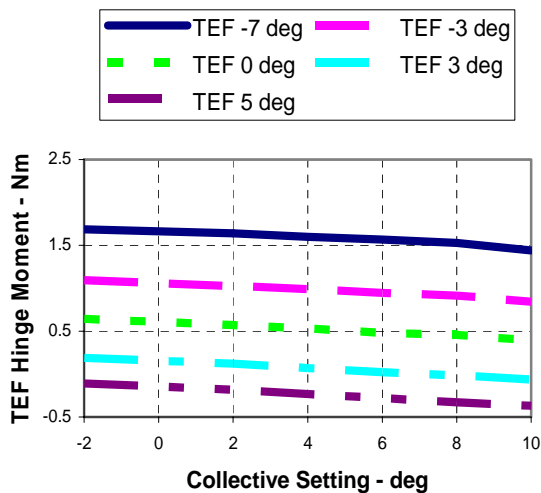 TEF -7 deg
TEF -3 deg
TEF 0 deg
TEF 3 deg
TEF 5 deg
TEF Hinge Moment - Nm
2.5
1.5
0.5
-0.5
-2 0 2 4 6 8 10
Collective Setting - deg